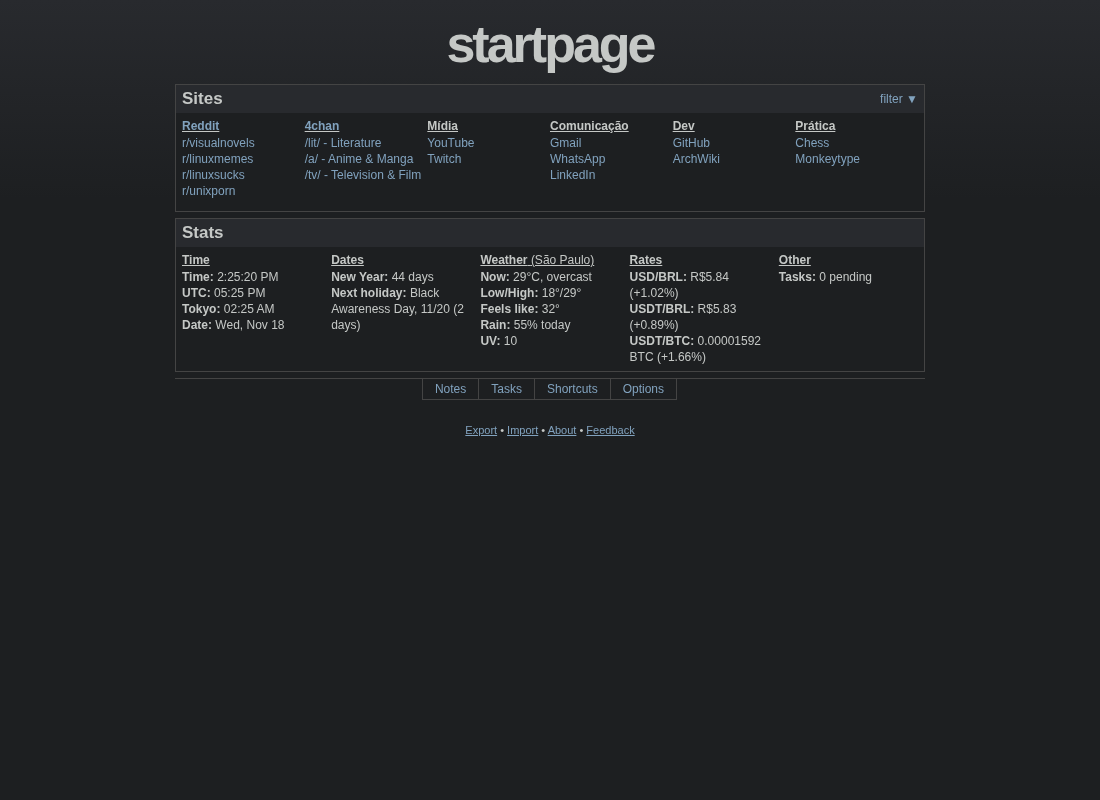 startpage
Sites
filter ▼
Reddit
r/visualnovels
r/linuxmemes
r/linuxsucks
r/unixporn
4chan
/lit/ - Literature
/a/ - Anime & Manga
/tv/ - Television & Film
Mídia
YouTube
Twitch
Comunicação
Gmail
WhatsApp
LinkedIn
Dev
GitHub
ArchWiki
Prática
Chess
Monkeytype
Stats
Time
Time: 2:25:20 PM
UTC: 05:25 PM
Tokyo: 02:25 AM
Date: Wed, Nov 18
Dates
New Year: 44 days
Next holiday: Black
Awareness Day, 11/20 (2
days)
Weather (São Paulo)
Now: 29°C, overcast
Low/High: 18°/29°
Feels like: 32°
Rain: 55% today
UV: 10
Rates
USD/BRL: R$5.84
(+1.02%)
USDT/BRL: R$5.83
(+0.89%)
USDT/BTC: 0.00001592
BTC (+1.66%)
Other
Tasks: 0 pending
Notes Tasks Shortcuts Options
Export • Import • About • Feedback